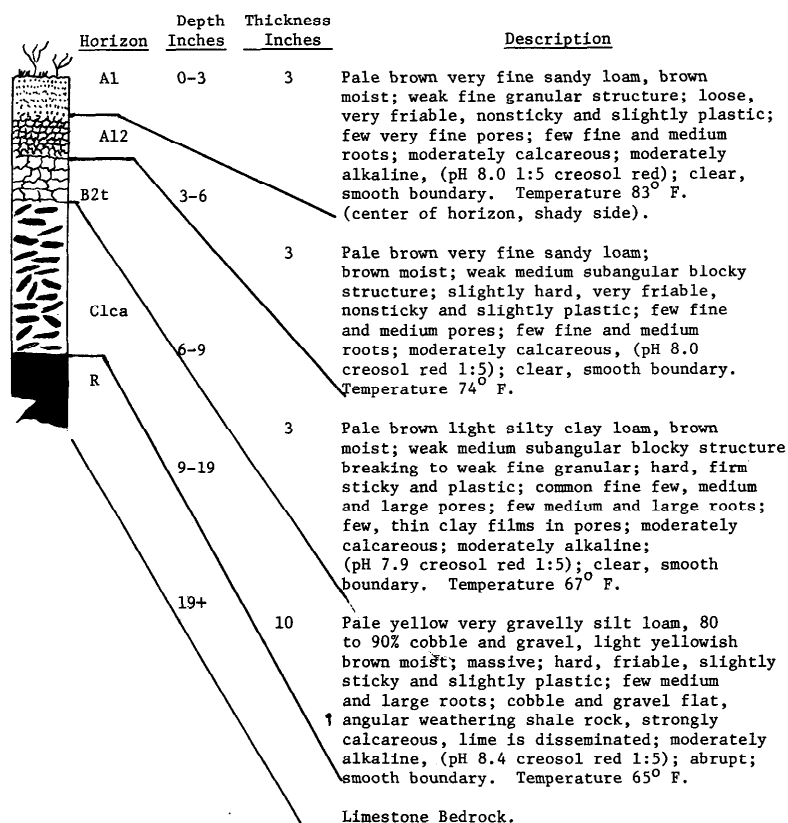 Depth Thickness
Horizon Inches Inches Description
A1 0-3 3 Pale brown very fine sandy loam, brown
moist; weak fine granular structure; loose,
very friable, nonsticky and slightly plastic;
A12 few very fine pores; few fine and medium
roots; moderately calcareous; moderately
alkaline, (pH 8.0 1:5 creosol red); clear,
B2t 3-6 smooth boundary. Temperature 83° F.
(center of horizon, shady side).
3 Pale brown very fine sandy loam;
brown moist; weak medium subangular blocky
structure; slightly hard, very friable,
C1ca nonsticky and slightly plastic; few fine
and medium pores; few fine and medium
6-9 roots; moderately calcareous, (pH 8.0
R creosol red 1:5); clear, smooth boundary.
Temperature 74° F.
3 Pale brown light silty clay loam, brown
moist; weak medium subangular blocky structure
9-19 breaking to weak fine granular; hard, firm
sticky and plastic; common fine few, medium
and large pores; few medium and large roots;
few, thin clay films in pores; moderately
calcareous; moderately alkaline;
(pH 7.9 creosol red 1:5); clear, smooth
boundary. Temperature 67° F.
19+
10 Pale yellow very gravelly silt loam, 80
to 90% cobble and gravel, light yellowish
brown moist; massive; hard, friable, slightly
sticky and slightly plastic; few medium
and large roots; cobble and gravel flat,
angular weathering shale rock, strongly
calcareous, lime is disseminated; moderately
alkaline, (pH 8.4 creosol red 1:5); abrupt;
smooth boundary. Temperature 65° F.
Limestone Bedrock.